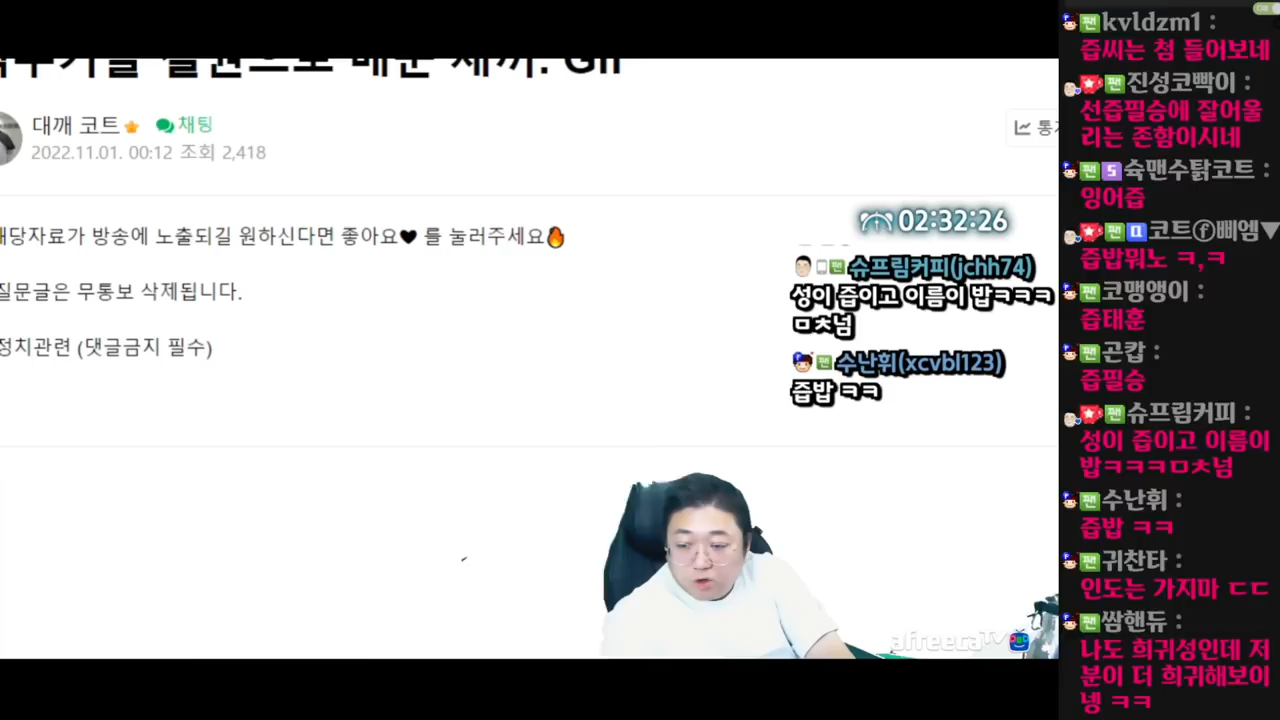 질번으로 배운 새끼. Gif
대깨 코트
채팅
2022.11.01. 00:12 조회 2,418
해당자료가 방송에 노출되길 원하신다면 좋아요🖤 를 눌러주세요🔥
질문글은 무통보 삭제됩니다.
정치관련 (댓글금지 필수)
02:32:26
슈프림커피(jchh74)
성이 즙이고 이름이 밥ㅋㅋㅋ
ㅁㅊ넘
수난휘(xcvbl123)
즙밥 ㅋㅋ
afreecaTV
kvldzm1 :
즙씨는 첨 들어보네
진성코빡이 :
선즙필승에 잘어울
리는 존함이시네
슉맨수탉코트 :
잉어즙
코트ⓕ삐엠▼
즙밥뭐노 ㅋ,ㅋ
코맹앵이 :
즙태훈
곤캅 :
즙필승
슈프림커피 :
성이 즙이고 이름이
밥ㅋㅋㅋㅁㅊ넘
수난휘 :
즙밥 ㅋㅋ
귀찬타 :
인도는 가지마 ㄷㄷ
쌈핸듀 :
나도 희귀성인데 저
분이 더 희귀해보이
넹 ㅋㅋ